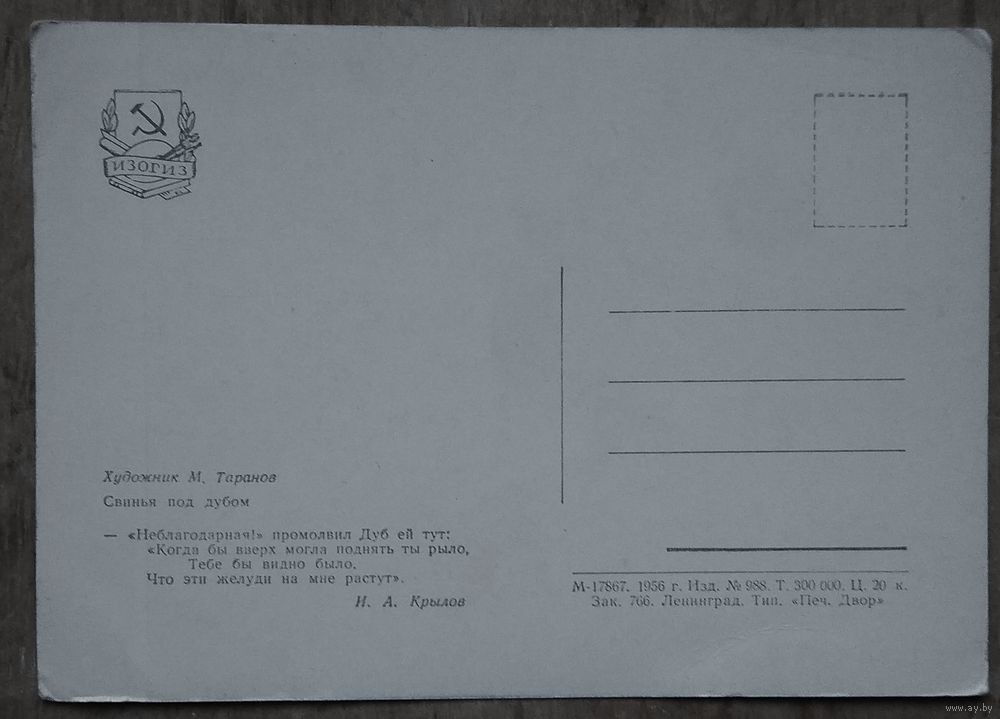 ИЗОГИЗ
Художник М. Таранов
Свинья под дубом
— «Неблагодарная!» промолвил Дуб ей тут:
«Когда бы вверх могла поднять ты рыло,
Тебе бы видно было.
Что эти желуди на мне растут».
И. А. Крылов
М-17867. 1956 г. Изд. № 988. Т. 300 000. Ц. 20 к.
Зак. 766. Ленинград. Тип. «Печ. Двор»
www.ay.by